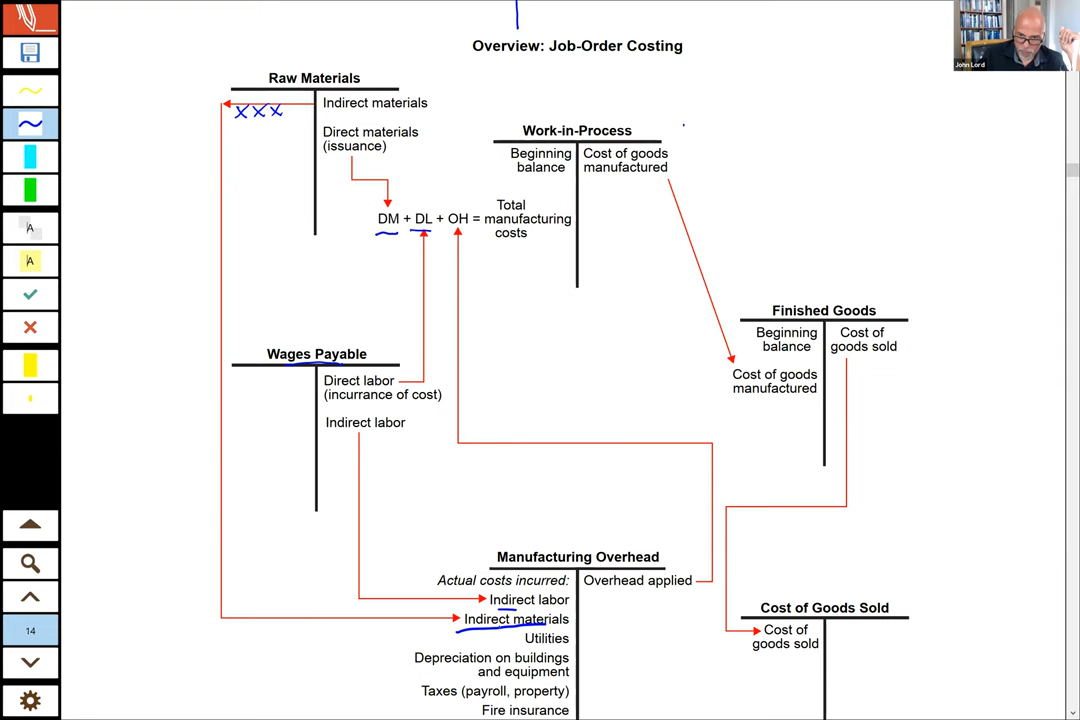 John Lord
Overview: Job-Order Costing
Raw Materials
Indirect materials
XXX
Direct materials
(issuance)
Work-in-Process
Beginning
balance
Cost of goods
manufactured
DM + DL + OH =
Total
manufacturing
costs
Finished Goods
Beginning
balance
Cost of
goods sold
Cost of goods
manufactured
Wages Payable
Direct labor
(incurrance of cost)
Indirect labor
Manufacturing Overhead
Actual costs incurred:
Overhead applied
Indirect labor
Indirect materials
Utilities
Depreciation on buildings
and equipment
Taxes (payroll, property)
Fire insurance
Cost of Goods Sold
Cost of
goods sold
A
A
14